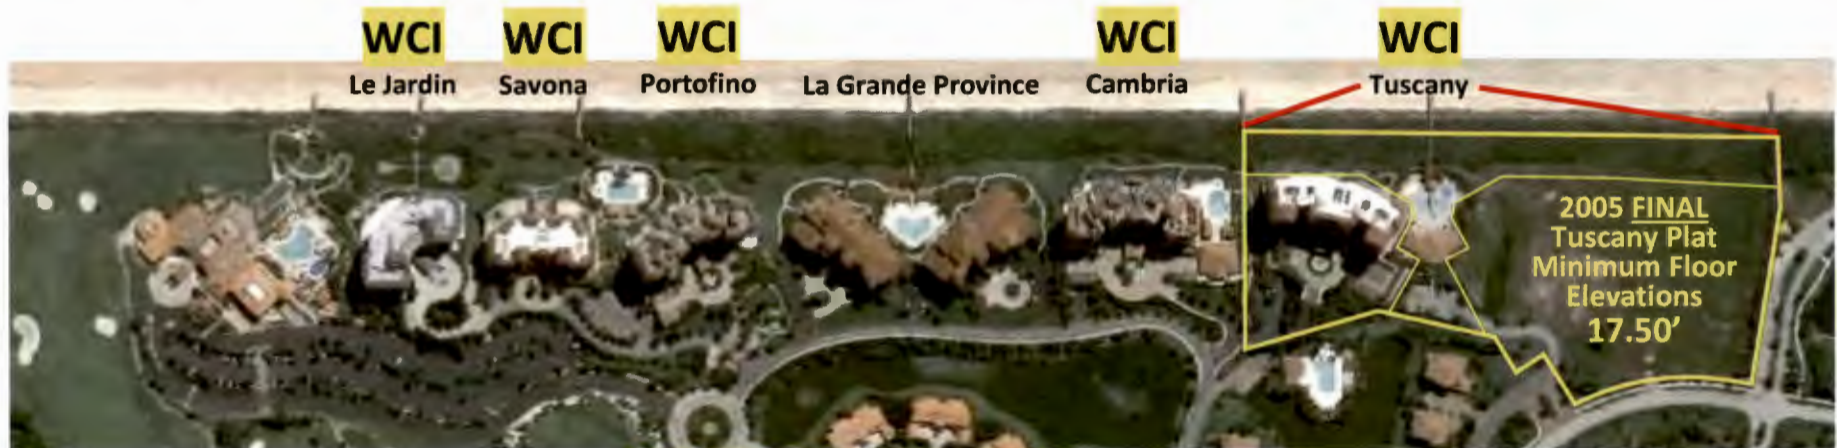 WCI WCI WCI WCI WCI
Le Jardin Savona Portofino La Grande Province Cambria Tuscany
2005 FINAL
Tuscany Plat
Minimum Floor
Elevations
17.50'